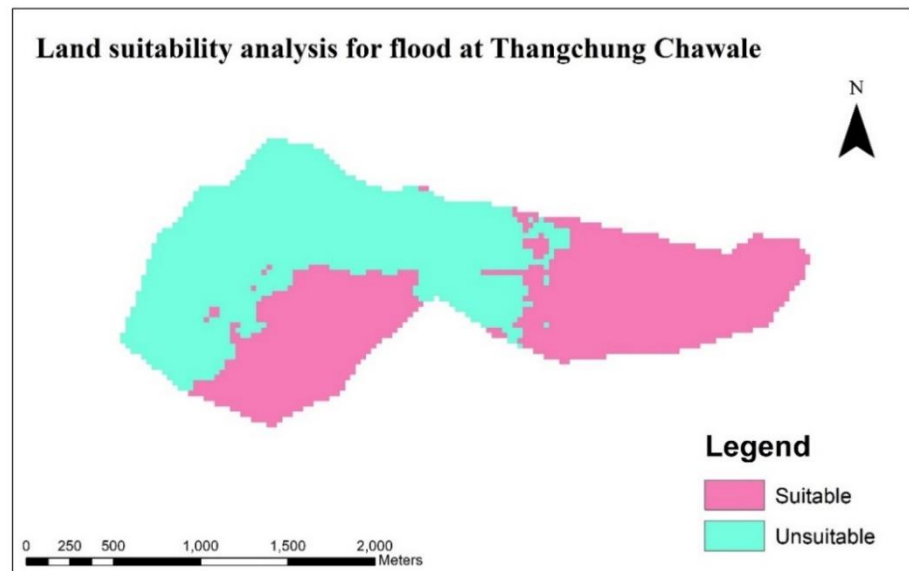 Land suitability analysis for flood at Thangchung Chawale
N
Legend
Suitable
Unsuitable
0 250 500 1,000 1,500 2,000
Meters